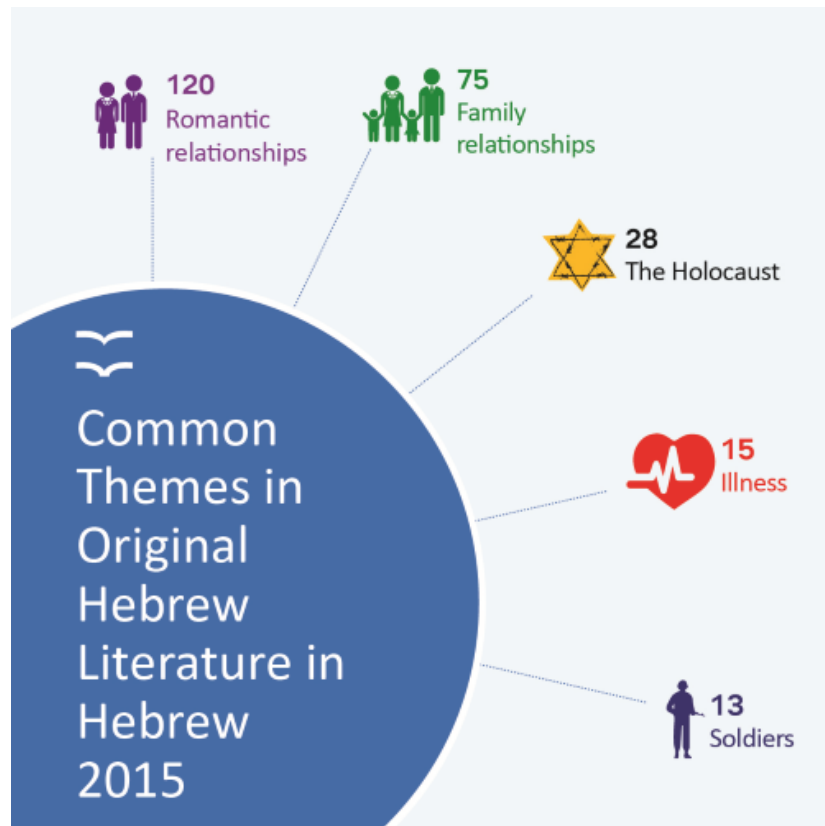 120
Romantic
relationships
75
Family
relationships
28
The Holocaust
15
Illness
13
Soldiers
Common
Themes in
Original
Hebrew
Literature in
Hebrew
2015